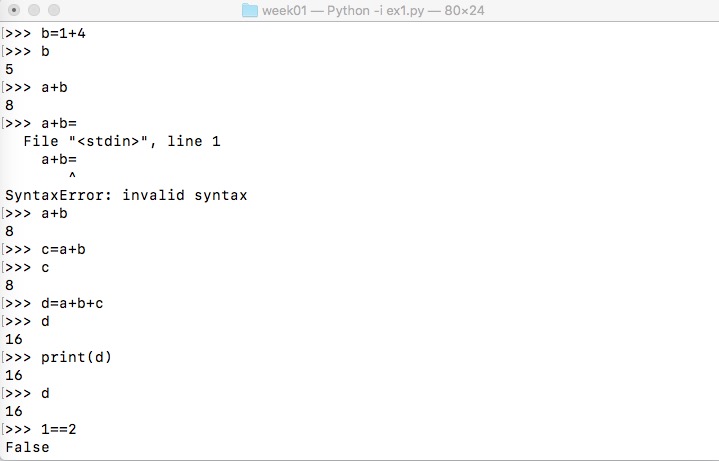 week01 — Python -i ex1.py — 80×24
[>>> b=1+4
[>>> b
5
[>>> a+b
8
[>>> a+b=
  File "<stdin>", line 1
    a+b=
       ^
SyntaxError: invalid syntax
[>>> a+b
8
[>>> c=a+b
[>>> c
8
[>>> d=a+b+c
[>>> d
16
[>>> print(d)
16
[>>> d
16
[>>> 1==2
False